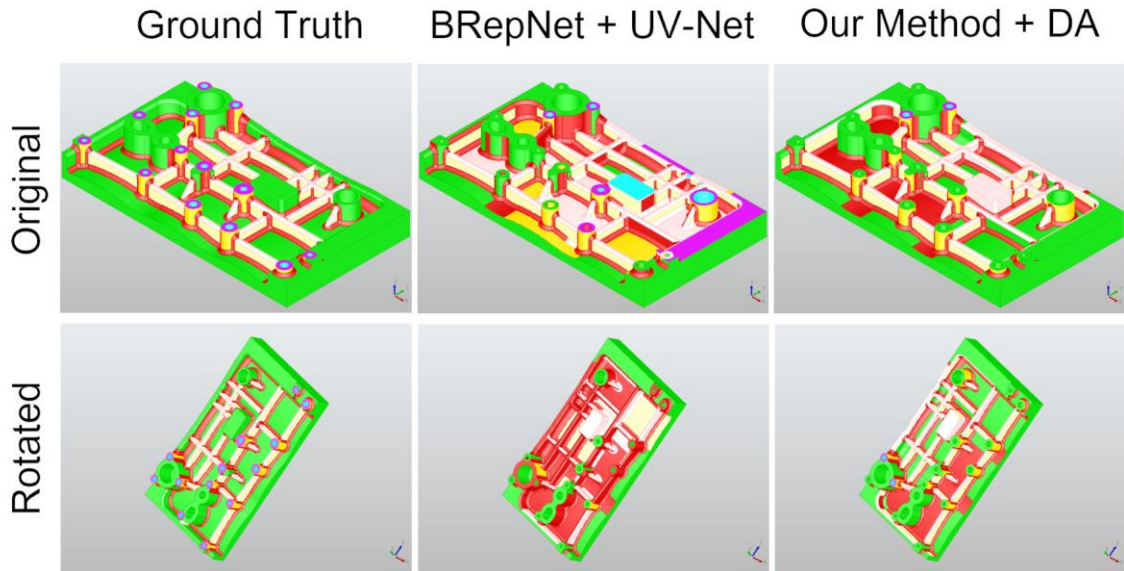 Ground Truth
BRepNet + UV-Net
Our Method + DA
Original
Rotated